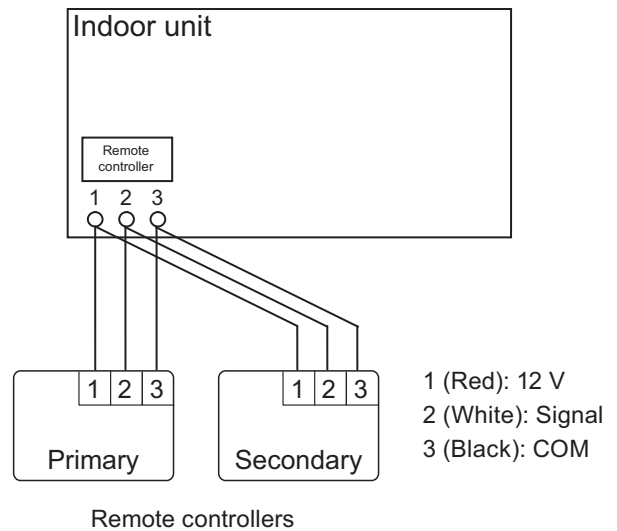 Indoor unit
Remote
controller
1 2 3
1 2 3
1 2 3
Primary
Secondary
1 (Red): 12 V
2 (White): Signal
3 (Black): COM
Remote controllers